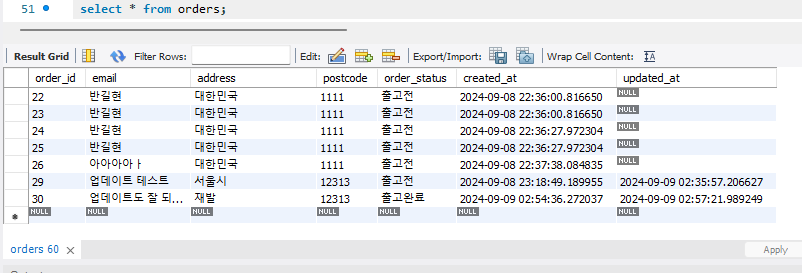 51 select * from orders;
Result Grid Filter Rows: Edit: Export/Import: Wrap Cell Content:
order_id email address postcode order_status created_at updated_at
22 반길현 대한민국 1111 출고전 2024-09-08 22:36:00.816650 NULL
23 반길현 대한민국 1111 출고전 2024-09-08 22:36:00.816650 NULL
24 반길현 대한민국 1111 출고전 2024-09-08 22:36:27.972304 NULL
25 반길현 대한민국 1111 출고전 2024-09-08 22:36:27.972304 NULL
26 아아아아ㅏ 대한민국 1111 출고전 2024-09-08 22:37:38.084835 NULL
29 업데이트 테스트 서울시 12313 출고전 2024-09-08 23:18:49.189955 2024-09-09 02:35:57.206627
30 업데이트도 잘 되... 재발 12313 출고완료 2024-09-09 02:54:36.272037 2024-09-09 02:57:21.989249
NULL NULL NULL NULL NULL NULL NULL
orders 60 Apply